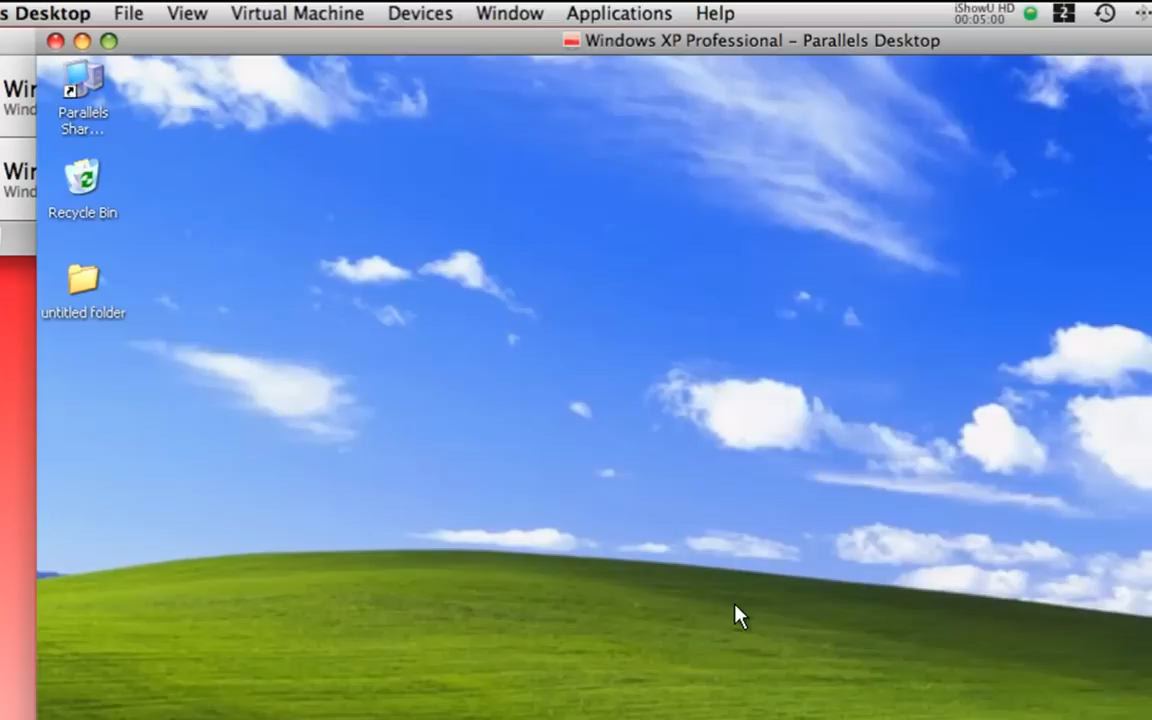 s Desktop File View Virtual Machine Devices Window Applications Help iShowU HD
00:05:00 2
Windows XP Professional – Parallels Desktop
Wir
Wind
Wir
Wind
Parallels
Shar...
Recycle Bin
untitled folder